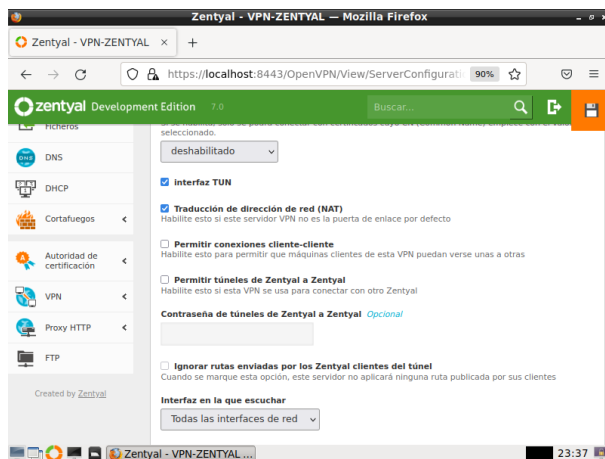 Zentyal - VPN-ZENTYAL — Mozilla Firefox
Zentyal - VPN-ZENTYAL × +
https://localhost:8443/OpenVPN/View/ServerConfigurati 90%
zentyal Development Edition 7.0 Buscar...
Ficheros
DNS
DHCP
Cortafuegos
Autoridad de
certificación
VPN
Proxy HTTP
FTP
Created by Zentyal
seleccionado.
deshabilitado
interfaz TUN
Traducción de dirección de red (NAT)
Habilite esto si este servidor VPN no es la puerta de enlace por defecto
Permitir conexiones cliente-cliente
Habilite esto para permitir que máquinas clientes de esta VPN puedan verse unas a otras
Permitir túneles de Zentyal a Zentyal
Habilite esto si esta VPN se usa para conectar con otro Zentyal
Contraseña de túneles de Zentyal a Zentyal Opcional
Ignorar rutas enviadas por los Zentyal clientes del túnel
Cuando se marque esta opción, este servidor no aplicará ninguna ruta publicada por sus clientes
Interfaz en la que escuchar
Todas las interfaces de red
Zentyal - VPN-ZENTYAL ... 23:37